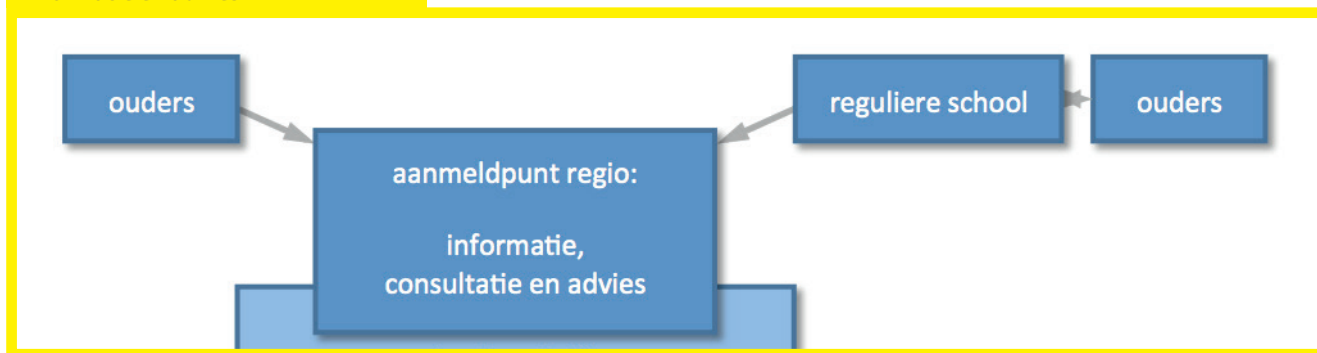 ouders
reguliere school
ouders
aanmeldpunt regio:
informatie,
consultatie en advies